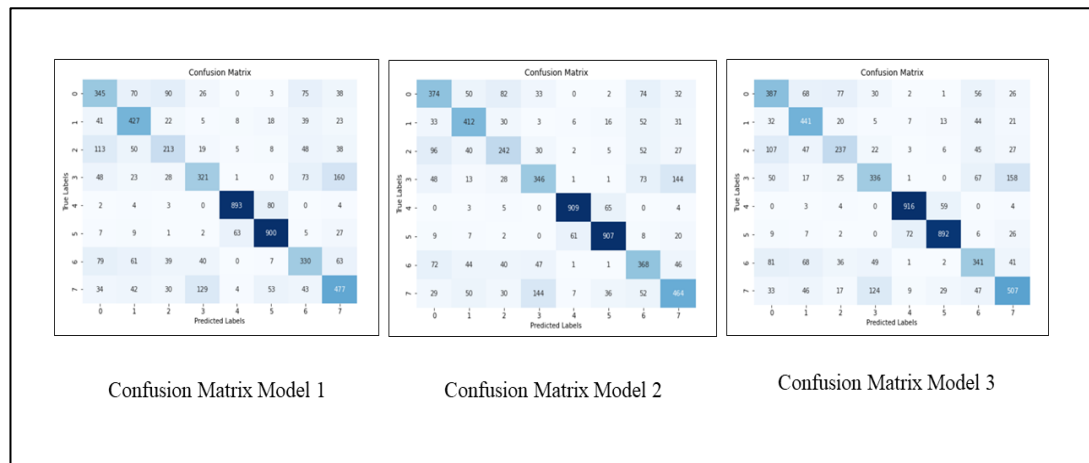 Confusion Matrix
0 345 70 90 26 0 3 75 38
1 41 427 22 5 8 18 39 23
2 113 50 213 19 5 8 48 38
3 48 23 28 321 1 0 73 160
4 2 4 3 0 893 80 0 4
5 7 9 1 2 63 900 5 27
6 79 61 39 40 0 7 330 63
7 34 42 30 129 4 53 43 477
0 1 2 3 4 5 6 7
True Labels
Predicted Labels
Confusion Matrix Model 1
Confusion Matrix
0 374 50 82 33 0 2 74 32
1 33 412 30 3 6 16 52 31
2 96 40 242 30 2 5 52 27
3 48 13 28 346 1 1 73 144
4 0 3 5 0 909 65 0 4
5 9 7 2 0 61 907 8 20
6 72 44 40 47 1 1 368 46
7 29 50 30 144 7 36 52 464
0 1 2 3 4 5 6 7
True Labels
Predicted Labels
Confusion Matrix Model 2
Confusion Matrix
0 387 68 77 30 2 1 56 26
1 32 441 20 5 7 13 44 21
2 107 47 237 22 3 6 45 27
3 50 17 25 336 1 0 67 158
4 0 3 4 0 916 59 0 4
5 9 7 2 0 72 892 6 26
6 81 68 36 49 1 2 341 41
7 33 46 17 124 9 29 47 507
0 1 2 3 4 5 6 7
True Labels
Predicted Labels
Confusion Matrix Model 3